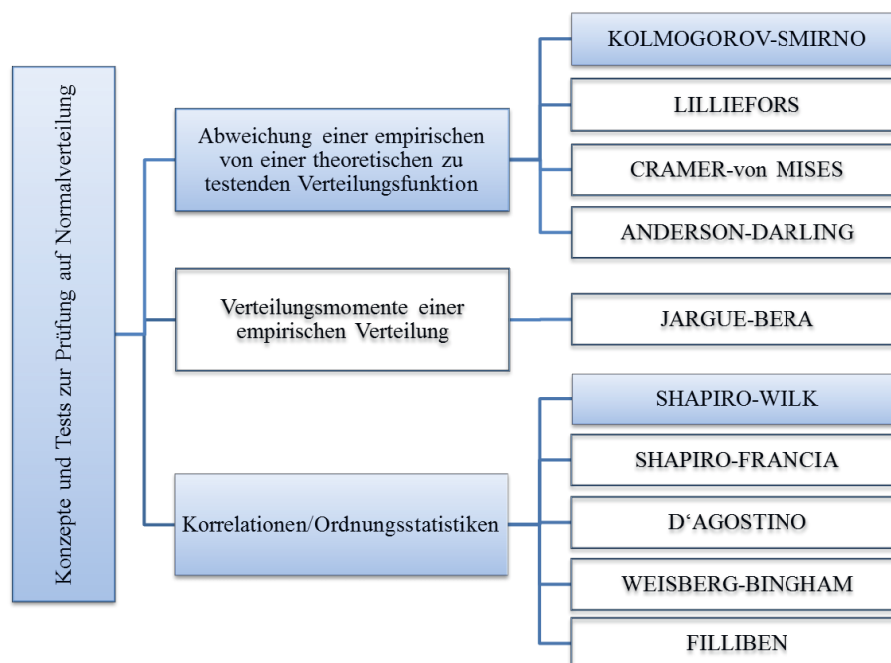 Konzepte und Tests zur Prüfung auf Normalverteilung
Abweichung einer empirischen
von einer theoretischen zu
testenden Verteilungsfunktion
KOLMOGOROV-SMIRNO
LILLIEFORS
CRAMER-von MISES
ANDERSON-DARLING
Verteilungsmomente einer
empirischen Verteilung
JARGUE-BERA
Korrelationen/Ordnungsstatistiken
SHAPIRO-WILK
SHAPIRO-FRANCIA
D‘AGOSTINO
WEISBERG-BINGHAM
FILLIBEN